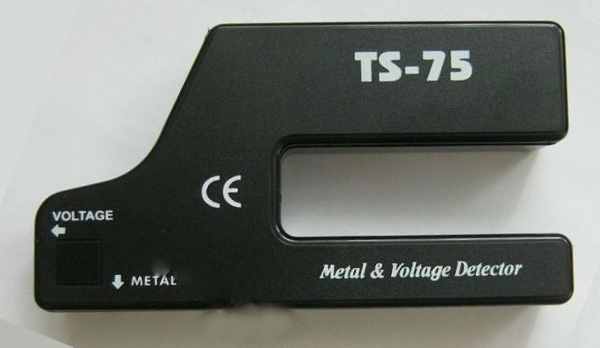 TS-75
CE
VOLTAGE
METAL
Metal & Voltage Detector